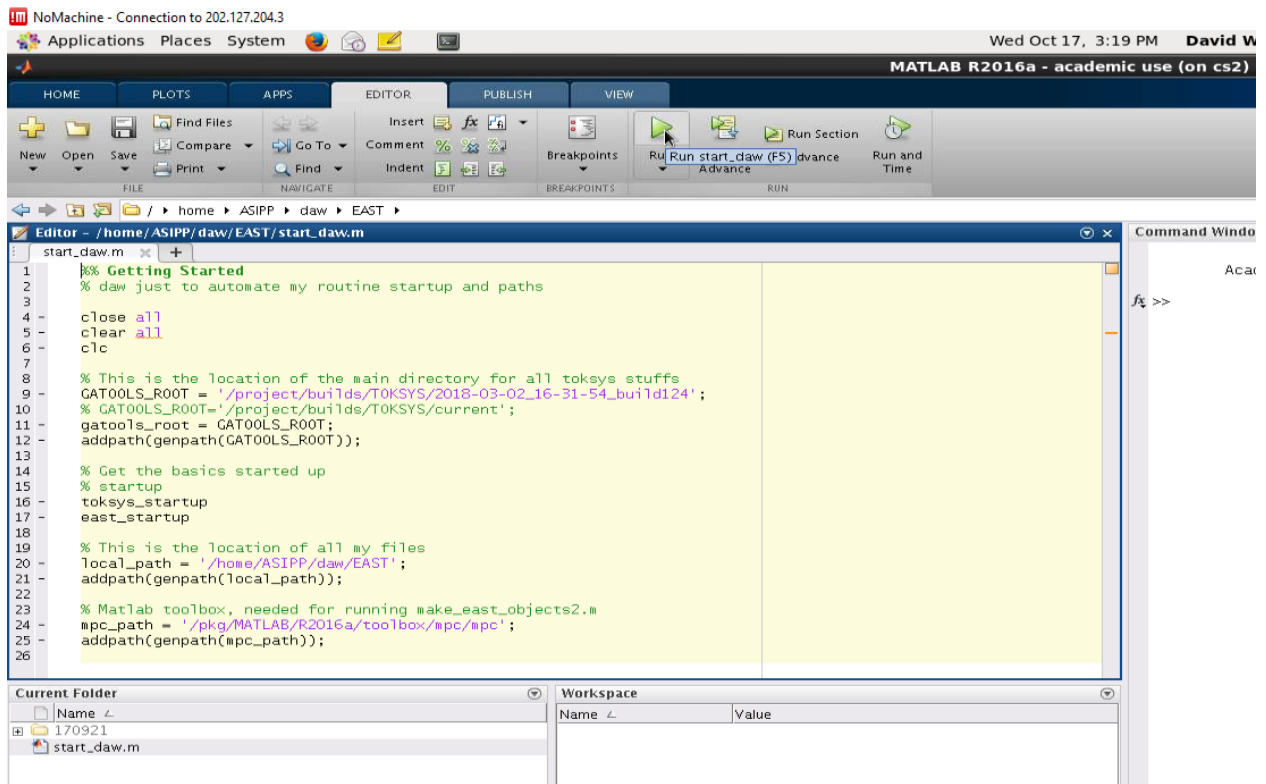 NoMachine - Connection to 202.127.204.3
Applications Places System Wed Oct 17, 3:19 PM David W
MATLAB R2016a - academic use (on cs2)
HOME PLOTS APPS EDITOR PUBLISH VIEW
New Open Save Find Files Compare Print Go To Find Insert fx Comment Indent Breakpoints Ru Run start_daw (F5) dvance Advance Run Section Run and Time
FILE NAVIGATE EDIT BREAKPOINTS RUN
/ home ASIPP daw EAST
Editor - /home/ASIPP/daw/EAST/start_daw.m
start_daw.m
1 %% Getting Started
2 % daw just to automate my routine startup and paths
3
4 - close all
5 - clear all
6 - clc
7
8 % This is the location of the main directory for all toksys stuffs
9 - GATOOLS_ROOT = '/project/builds/TOKSYS/2018-03-02_16-31-54_build124';
10 % GATOOLS_ROOT='/project/builds/TOKSYS/current';
11 - gatools_root = GATOOLS_ROOT;
12 - addpath(genpath(GATOOLS_ROOT));
13
14 % Get the basics started up
15 % startup
16 - toksys_startup
17 - east_startup
18
19 % This is the location of all my files
20 - local_path = '/home/ASIPP/daw/EAST';
21 - addpath(genpath(local_path));
22
23 % Matlab toolbox, needed for running make_east_objects2.m
24 - mpc_path = '/pkg/MATLAB/R2016a/toolbox/mpc/mpc';
25 - addpath(genpath(mpc_path));
26
Command Windo
Acad
fx >>
Current Folder
Name
170921
start_daw.m
Workspace
Name Value